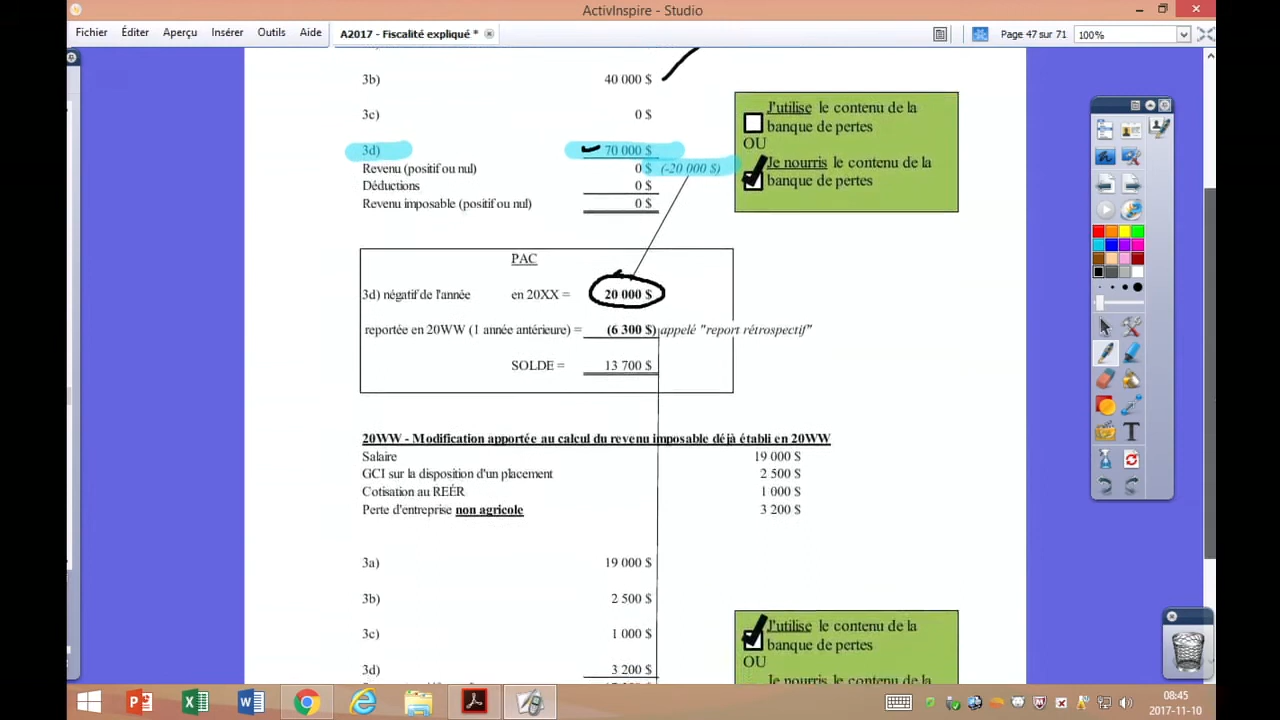 ActivInspire - Studio
Fichier Éditer Aperçu Insérer Outils Aide A2017 - Fiscalité expliqué * Page 47 sur 71 100%
3b) 40 000 $
3c) 0 $
3d) 70 000 $
Revenu (positif ou nul) 0 $ (-20 000 $)
Déductions 0 $
Revenu imposable (positif ou nul) 0 $
J'utilise le contenu de la
banque de pertes
OU
Je nourris le contenu de la
banque de pertes
PAC
3d) négatif de l'année en 20XX = 20 000 $
reportée en 20WW (1 année antérieure) = (6 300 $) appelé "report rétrospectif"
SOLDE = 13 700 $
20WW - Modification apportée au calcul du revenu imposable déjà établi en 20WW
Salaire 19 000 $
GCI sur la disposition d'un placement 2 500 $
Cotisation au REÉR 1 000 $
Perte d'entreprise non agricole 3 200 $
3a) 19 000 $
3b) 2 500 $
3c) 1 000 $
3d) 3 200 $
J'utilise le contenu de la
banque de pertes
OU
Je nourris le contenu de la
08:45
2017-11-10